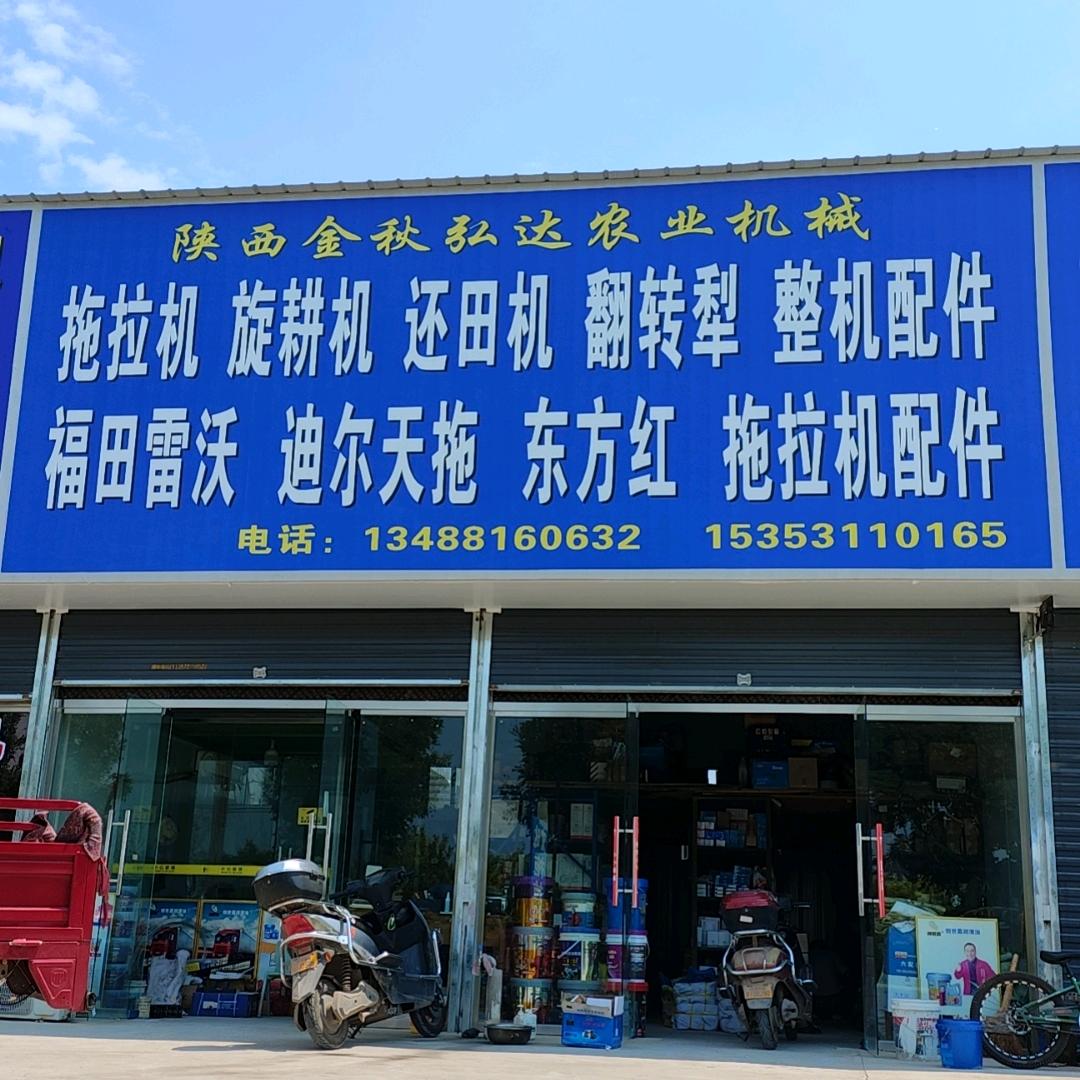 陕西金秋弘达农业机械
拖拉机 旋耕机 还田机 翻转犁 整机配件
福田雷沃 迪尔天拖 东方红 拖拉机配件
电话：13488160632 15353110165